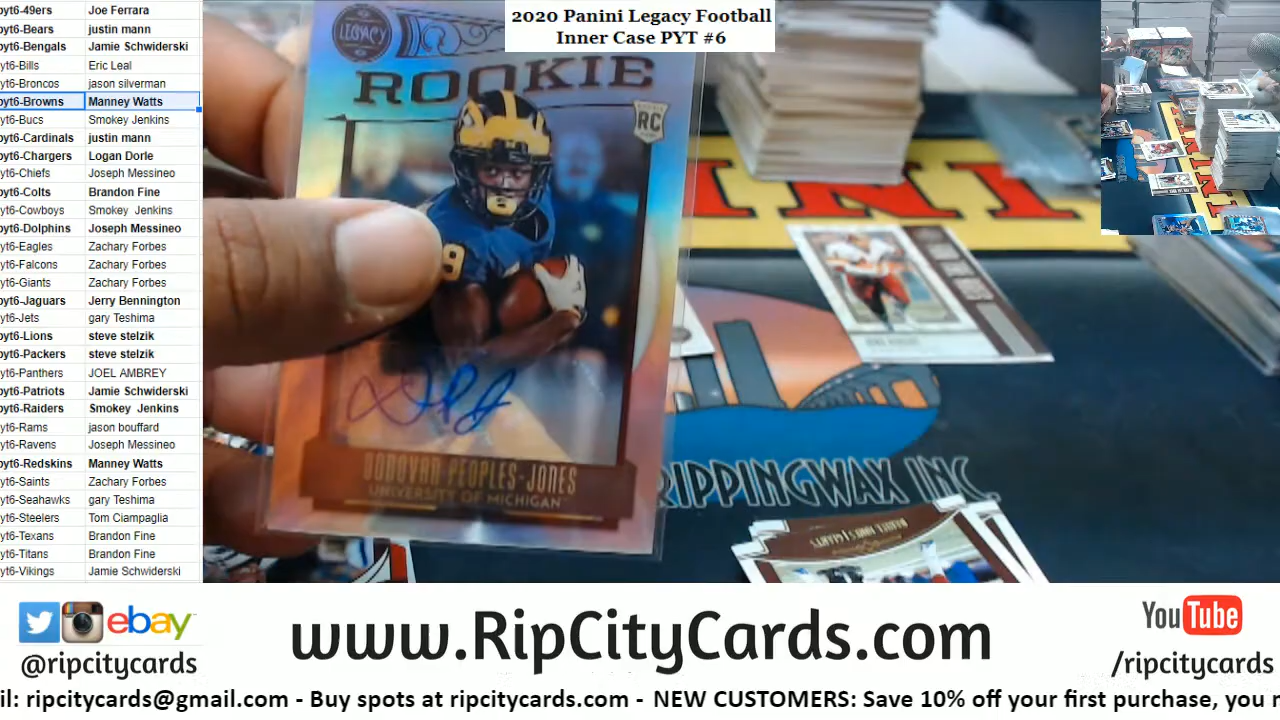 pyt6-49ers Joe Ferrara
pyt6-Bears justin mann
pyt6-Bengals Jamie Schwiderski
pyt6-Bills Eric Leal
pyt6-Broncos jason silverman
pyt6-Browns Manney Watts
pyt6-Bucs Smokey Jenkins
pyt6-Cardinals justin mann
pyt6-Chargers Logan Dorle
pyt6-Chiefs Joseph Messineo
pyt6-Colts Brandon Fine
pyt6-Cowboys Smokey Jenkins
pyt6-Dolphins Joseph Messineo
pyt6-Eagles Zachary Forbes
pyt6-Falcons Zachary Forbes
pyt6-Giants Zachary Forbes
pyt6-Jaguars Jerry Bennington
pyt6-Jets gary Teshima
pyt6-Lions steve stelzik
pyt6-Packers steve stelzik
pyt6-Panthers JOEL AMBREY
pyt6-Patriots Jamie Schwiderski
pyt6-Raiders Smokey Jenkins
pyt6-Rams jason bouffard
pyt6-Ravens Joseph Messineo
pyt6-Redskins Manney Watts
pyt6-Saints Zachary Forbes
pyt6-Seahawks gary Teshima
pyt6-Steelers Tom Ciampaglia
pyt6-Texans Brandon Fine
pyt6-Titans Brandon Fine
pyt6-Vikings Jamie Schwiderski
2020 Panini Legacy Football
Inner Case PYT #6
LEGACY
ROOKIE
RC
DONOVAN PEOPLES-JONES
UNIVERSITY OF MICHIGAN
RIPPINGWAX INC.
ebay
@ripcitycards
www.RipCityCards.com
YouTube
/ripcitycards
il: ripcitycards@gmail.com - Buy spots at ripcitycards.com - NEW CUSTOMERS: Save 10% off your first purchase, you